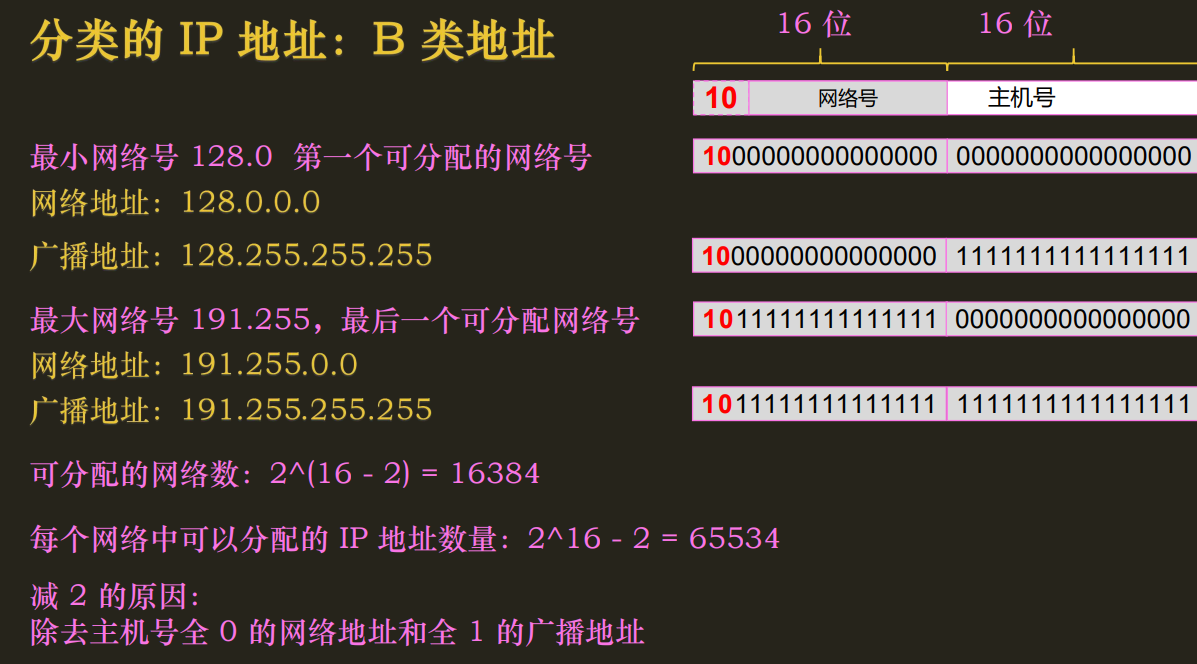 分类的 IP 地址：B 类地址
16 位 16 位
10 网络号 主机号
最小网络号 128.0 第一个可分配的网络号
1000000000000000 0000000000000000
网络地址：128.0.0.0
广播地址：128.255.255.255
1000000000000000 1111111111111111
最大网络号 191.255，最后一个可分配网络号
1011111111111111 0000000000000000
网络地址：191.255.0.0
广播地址：191.255.255.255
1011111111111111 1111111111111111
可分配的网络数：2^(16 - 2) = 16384
每个网络中可以分配的 IP 地址数量：2^16 - 2 = 65534
减 2 的原因：
除去主机号全 0 的网络地址和全 1 的广播地址